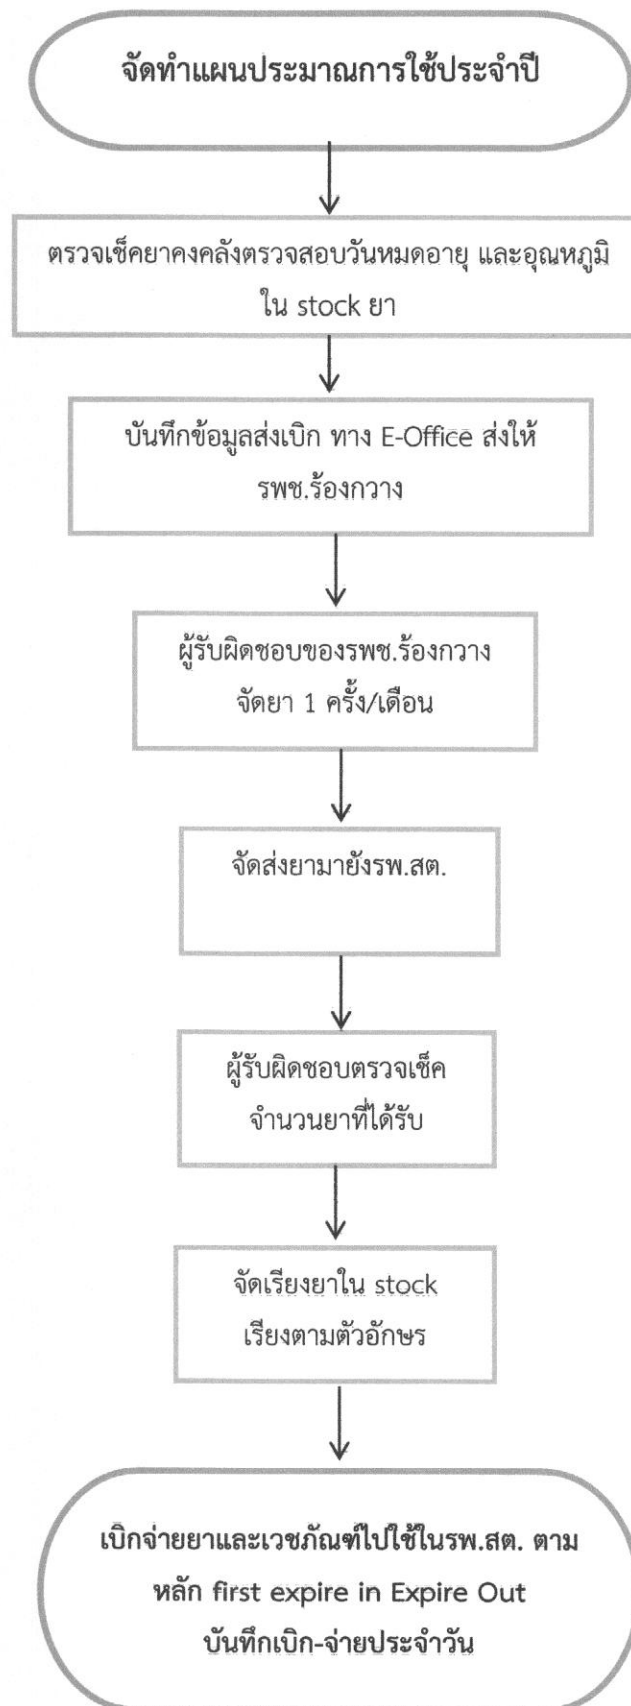 จัดทำแผนประมาณการใช้ประจำปี
ตรวจเช็คยาคงคลังตรวจสอบวันหมดอายุ และอุณหภูมิ
ใน stock ยา
บันทึกข้อมูลส่งเบิก ทาง E-Office ส่งให้
รพช.ร้องกวาง
ผู้รับผิดชอบของรพช.ร้องกวาง
จัดยา 1 ครั้ง/เดือน
จัดส่งยามายังรพ.สต.
ผู้รับผิดชอบตรวจเช็ค
จำนวนยาที่ได้รับ
จัดเรียงยาใน stock
เรียงตามตัวอักษร
เบิกจ่ายยาและเวชภัณฑ์ไปใช้ในรพ.สต. ตาม
หลัก first expire in Expire Out
บันทึกเบิก-จ่ายประจำวัน